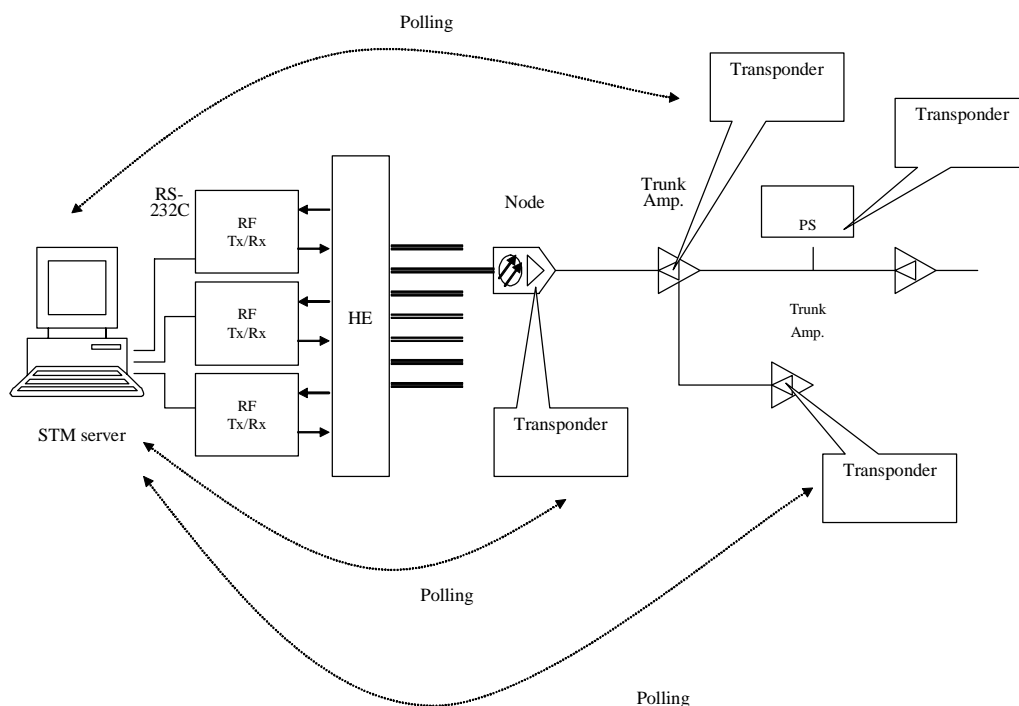 Polling
Transponder
Transponder
RS-
232C
RF
Tx/Rx
Node
Trunk
Amp.
PS
HE
RF
Tx/Rx
Trunk
Amp.
RF
Tx/Rx
Transponder
STM server
Transponder
Polling
Polling